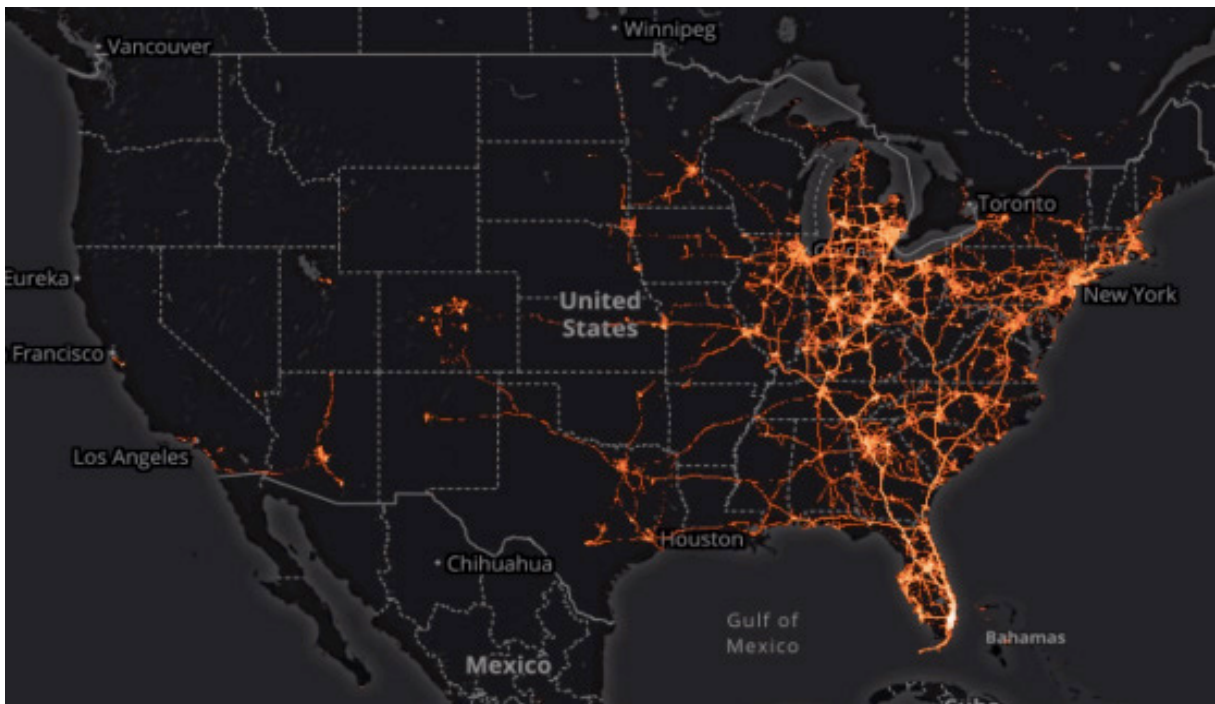 Vancouver
Winnipeg
Toronto
Eureka
United
States
New York
Francisco
Los Angeles
Houston
Chihuahua
Gulf of
Mexico
Bahamas
Mexico